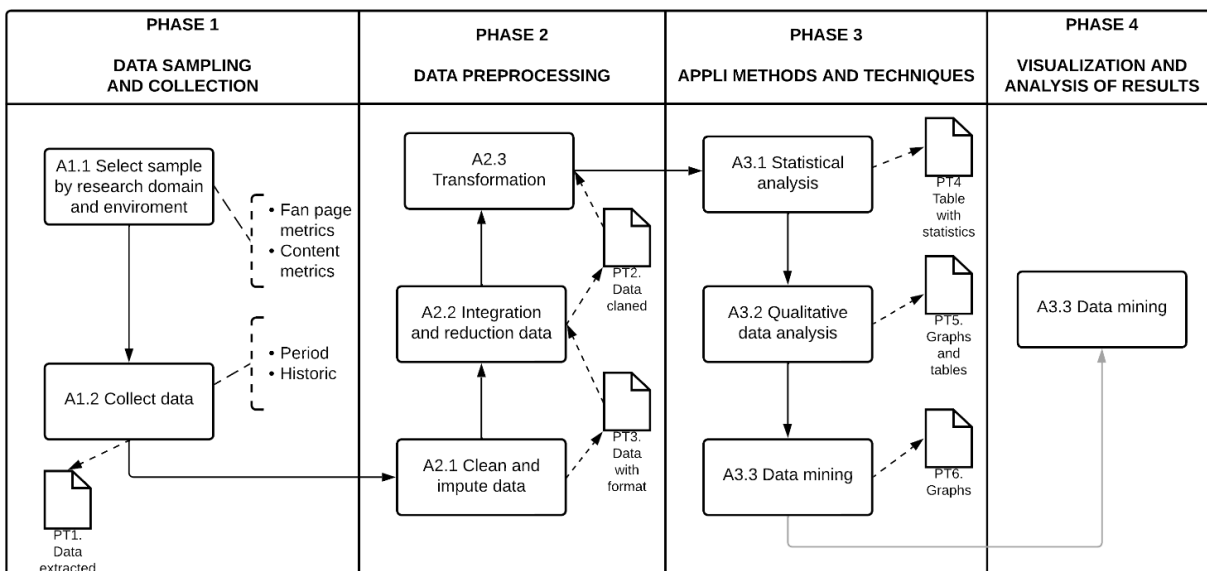 PHASE 1
DATA SAMPLING
AND COLLECTION
PHASE 2
DATA PREPROCESSING
PHASE 3
APPLI METHODS AND TECHNIQUES
PHASE 4
VISUALIZATION AND
ANALYSIS OF RESULTS
A1.1 Select sample
by research domain
and enviroment
• Fan page
metrics
• Content
metrics
• Period
• Historic
A1.2 Collect data
PT1.
Data
extracted
A2.3
Transformation
PT2.
Data
claned
A2.2 Integration
and reduction data
PT3.
Data
with
format
A2.1 Clean and
impute data
A3.1 Statistical
analysis
PT4
Table
with
statistics
A3.2 Qualitative
data analysis
PT5.
Graphs
and
tables
A3.3 Data mining
PT6.
Graphs
A3.3 Data mining